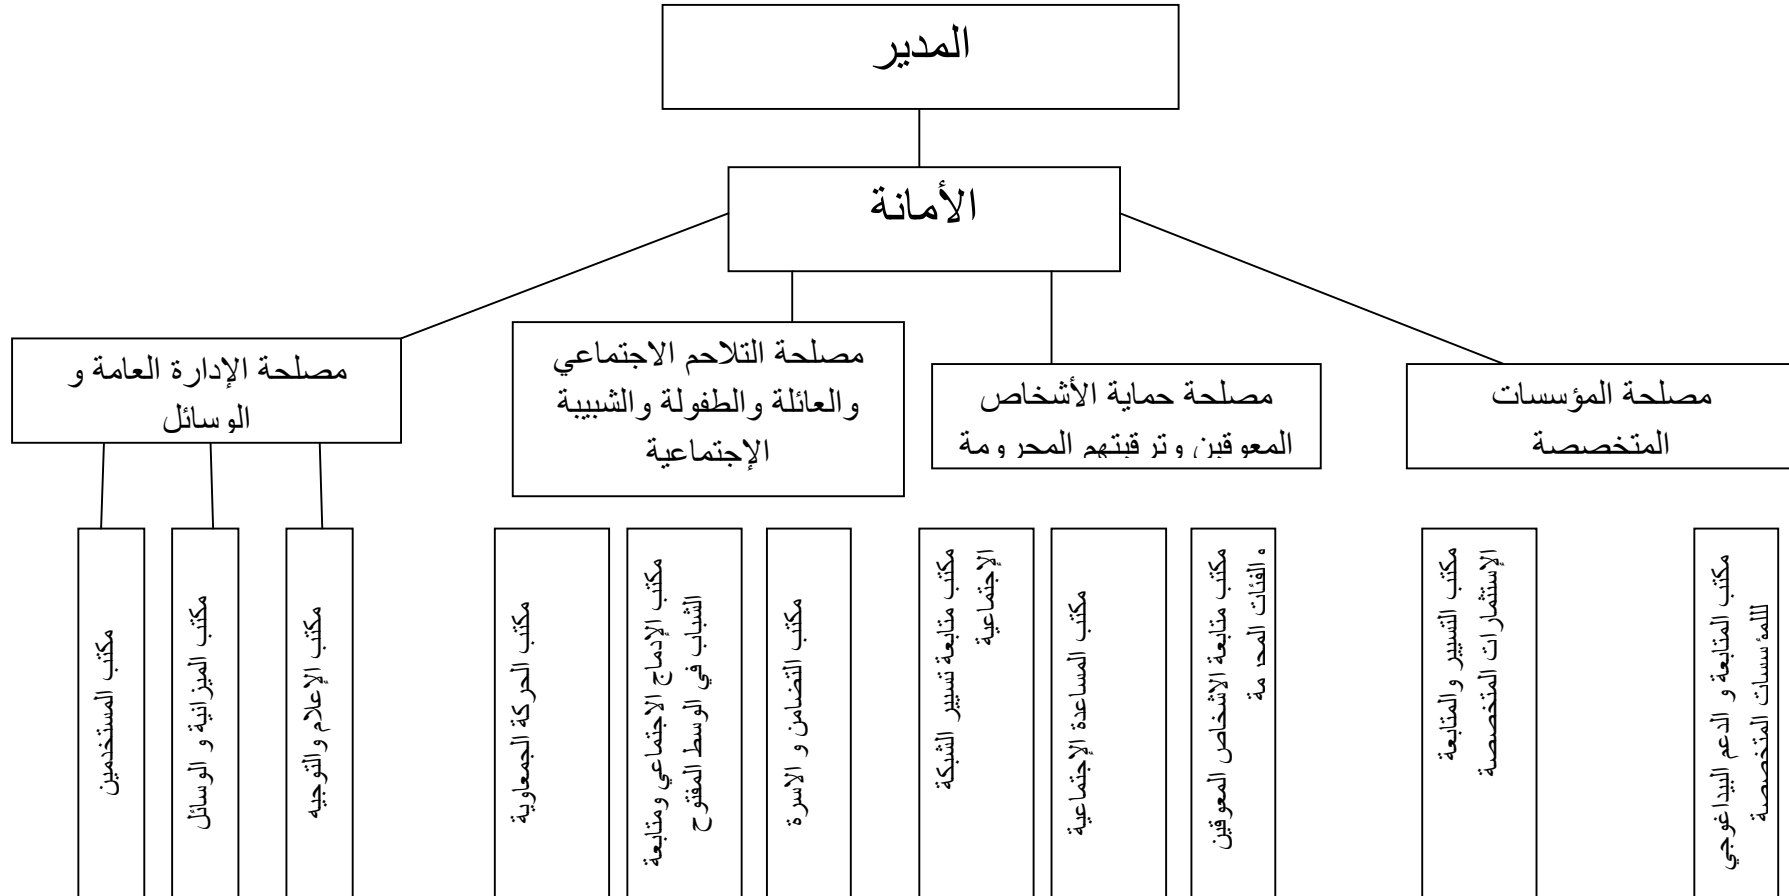 المدير
الأمانة
مصلحة المؤسسات
المتخصصة
مصلحة حماية الأشخاص
المعوقين وترقيتهم المحرومة
مصلحة التلاحم الاجتماعي
والعائلة والطفولة والشبيبة
الإجتماعية
مصلحة الإدارة العامة و
الوسائل
مكتب المتابعة و الدعم البيداغوجي
للمؤسسات المتخصصة
مكتب التسيير والمتابعة
الإستثمارات المتخصصة
مكتب متابعة الاشخاص المعوقين
و الفئات المحرومة
مكتب المساعدة الإجتماعية
مكتب متابعة تسيير الشبكة
الإجتماعية
مكتب التضامن و الاسرة
مكتب الإدماج الاجتماعي ومتابعة
الشباب في الوسط المفتوح
مكتب الحركة الجمعاوية
مكتب الإعلام والتوجيه
مكتب الميزانية و الوسائل
مكتب المستخدمين